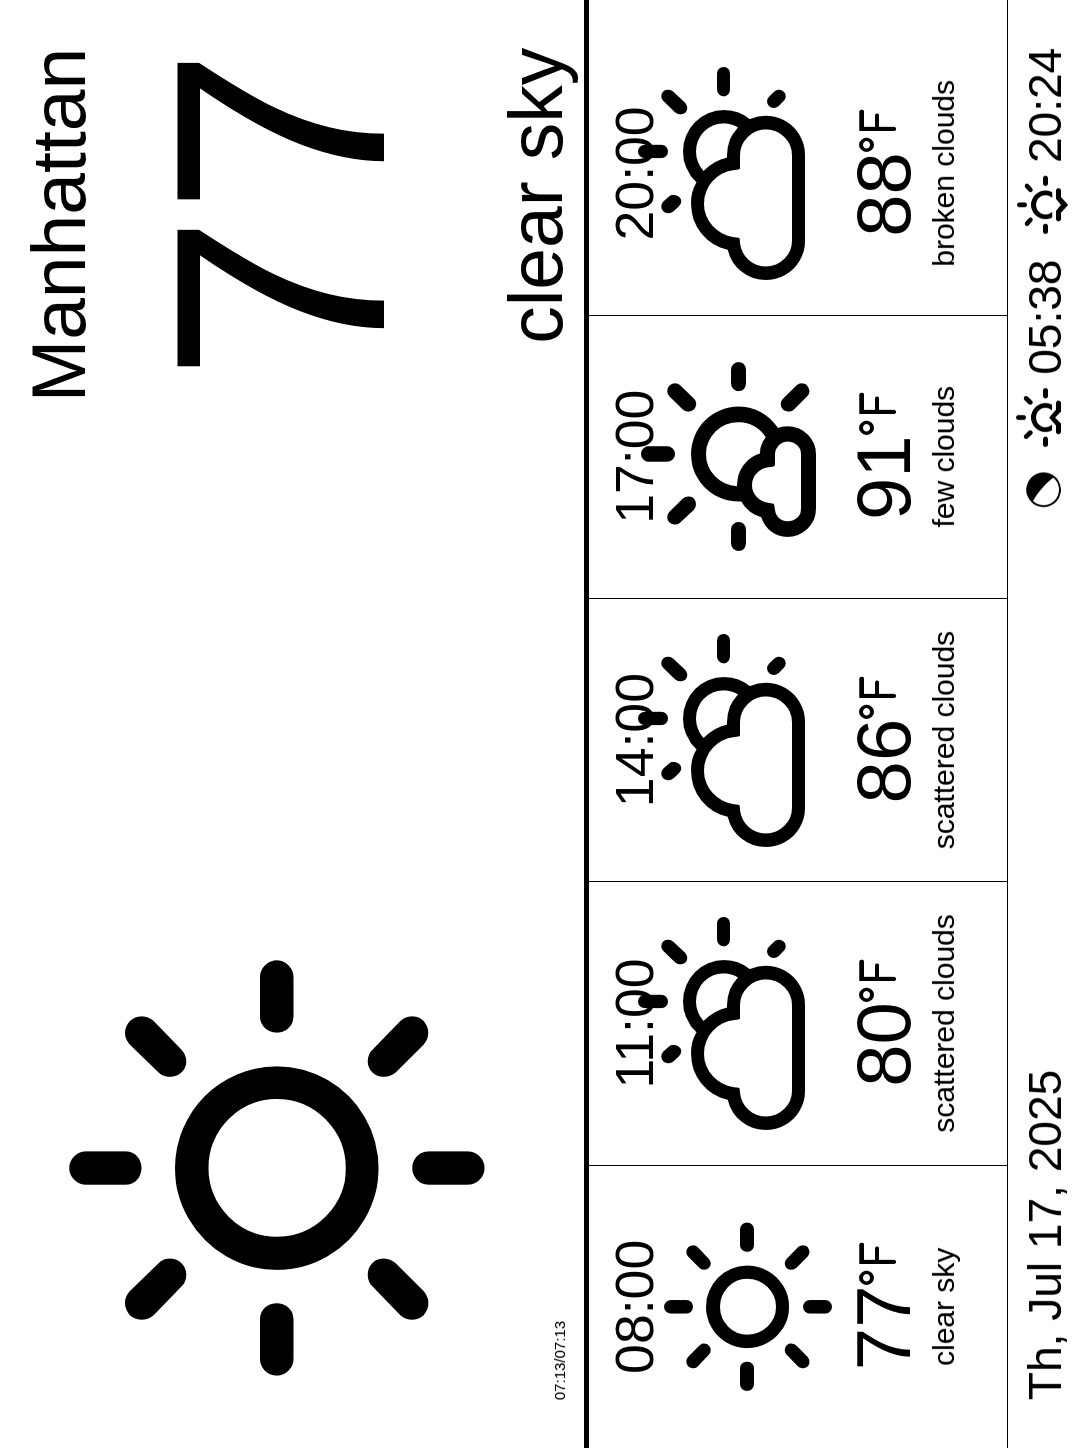 Manhattan
77
clear sky
07:13/07:13
08:00
77°F
clear sky
11:00
80°F
scattered clouds
14:00
86°F
scattered clouds
17:00
91°F
few clouds
20:00
88°F
broken clouds
Th, Jul 17, 2025
05:38 20:24